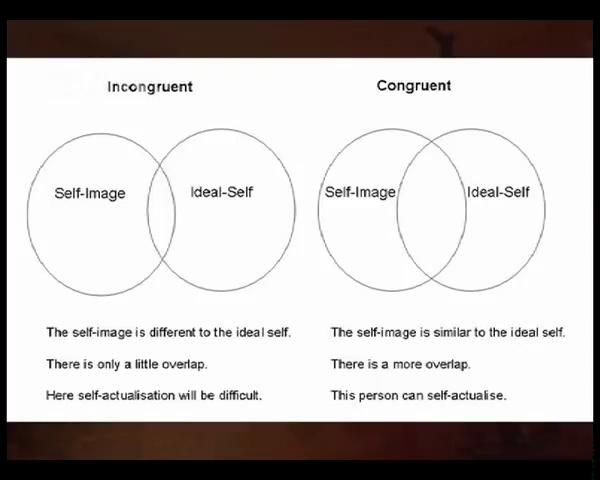 Incongruent
Congruent
Self-Image
Ideal-Self
Self-Image
Ideal-Self
The self-image is different to the ideal self.
There is only a little overlap.
Here self-actualisation will be difficult.
The self-image is similar to the ideal self.
There is a more overlap.
This person can self-actualise.